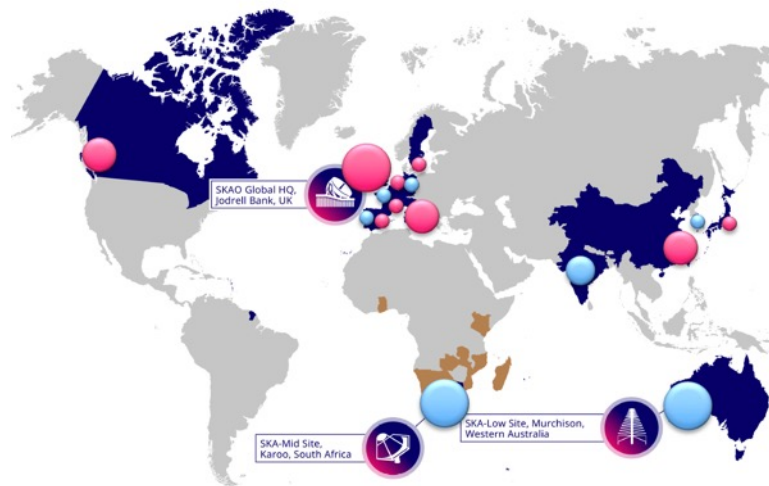 SKAO Global HQ,
Jodrell Bank, UK
SKA-Mid Site,
Karoo, South Africa
SKA-Low Site, Murchison,
Western Australia